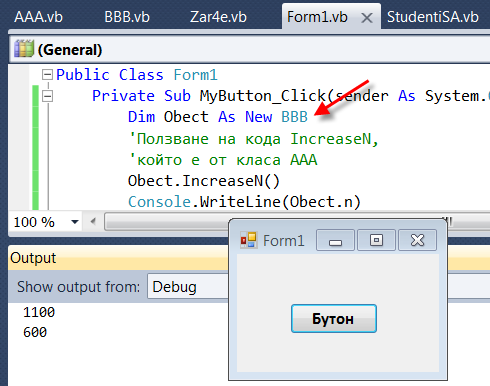 AAA.vb BBB.vb Zar4e.vb Form1.vb StudentiSA.vb
(General)
Public Class Form1
Private Sub MyButton_Click(sender As System.
Dim Obect As New BBB
'Ползване на кода IncreaseN,
'който е от класа AAA
Obect.IncreaseN()
Console.WriteLine(Obect.n)
100 %
Form1
Output
Show output from: Debug
1100
600
Бутон